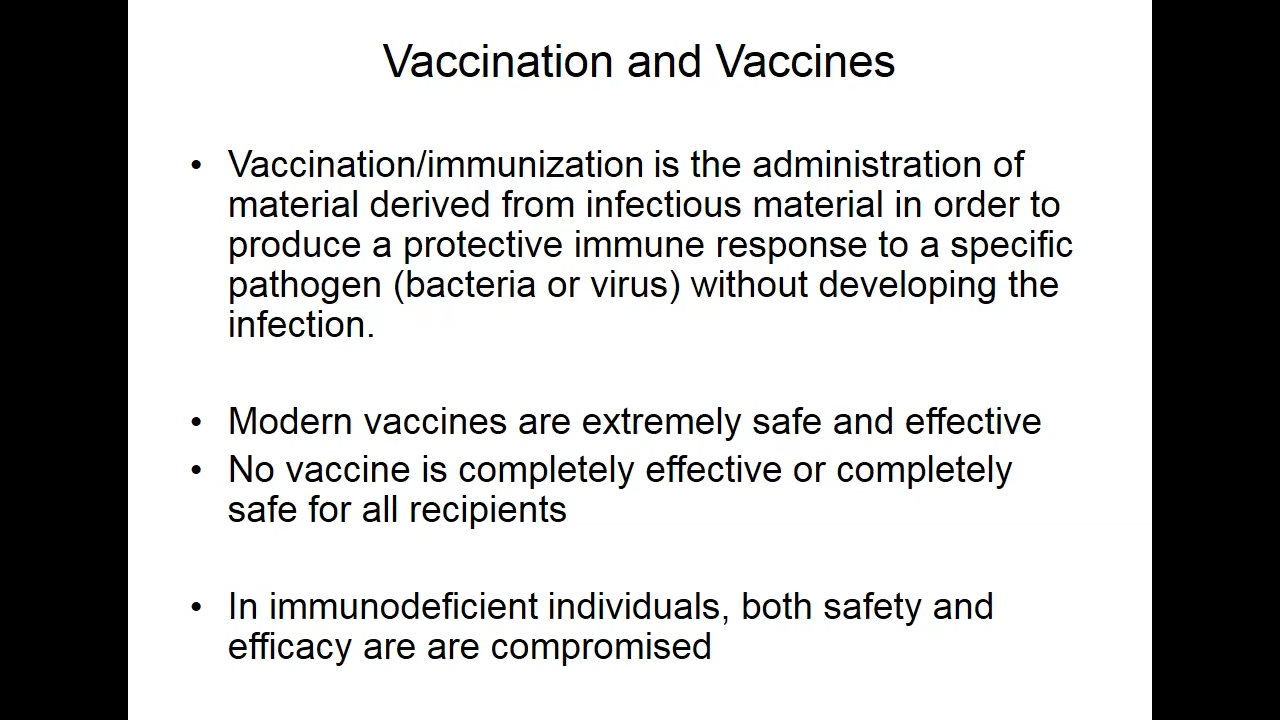 Vaccination and Vaccines
• Vaccination/immunization is the administration of
material derived from infectious material in order to
produce a protective immune response to a specific
pathogen (bacteria or virus) without developing the
infection.
• Modern vaccines are extremely safe and effective
• No vaccine is completely effective or completely
safe for all recipients
• In immunodeficient individuals, both safety and
efficacy are are compromised